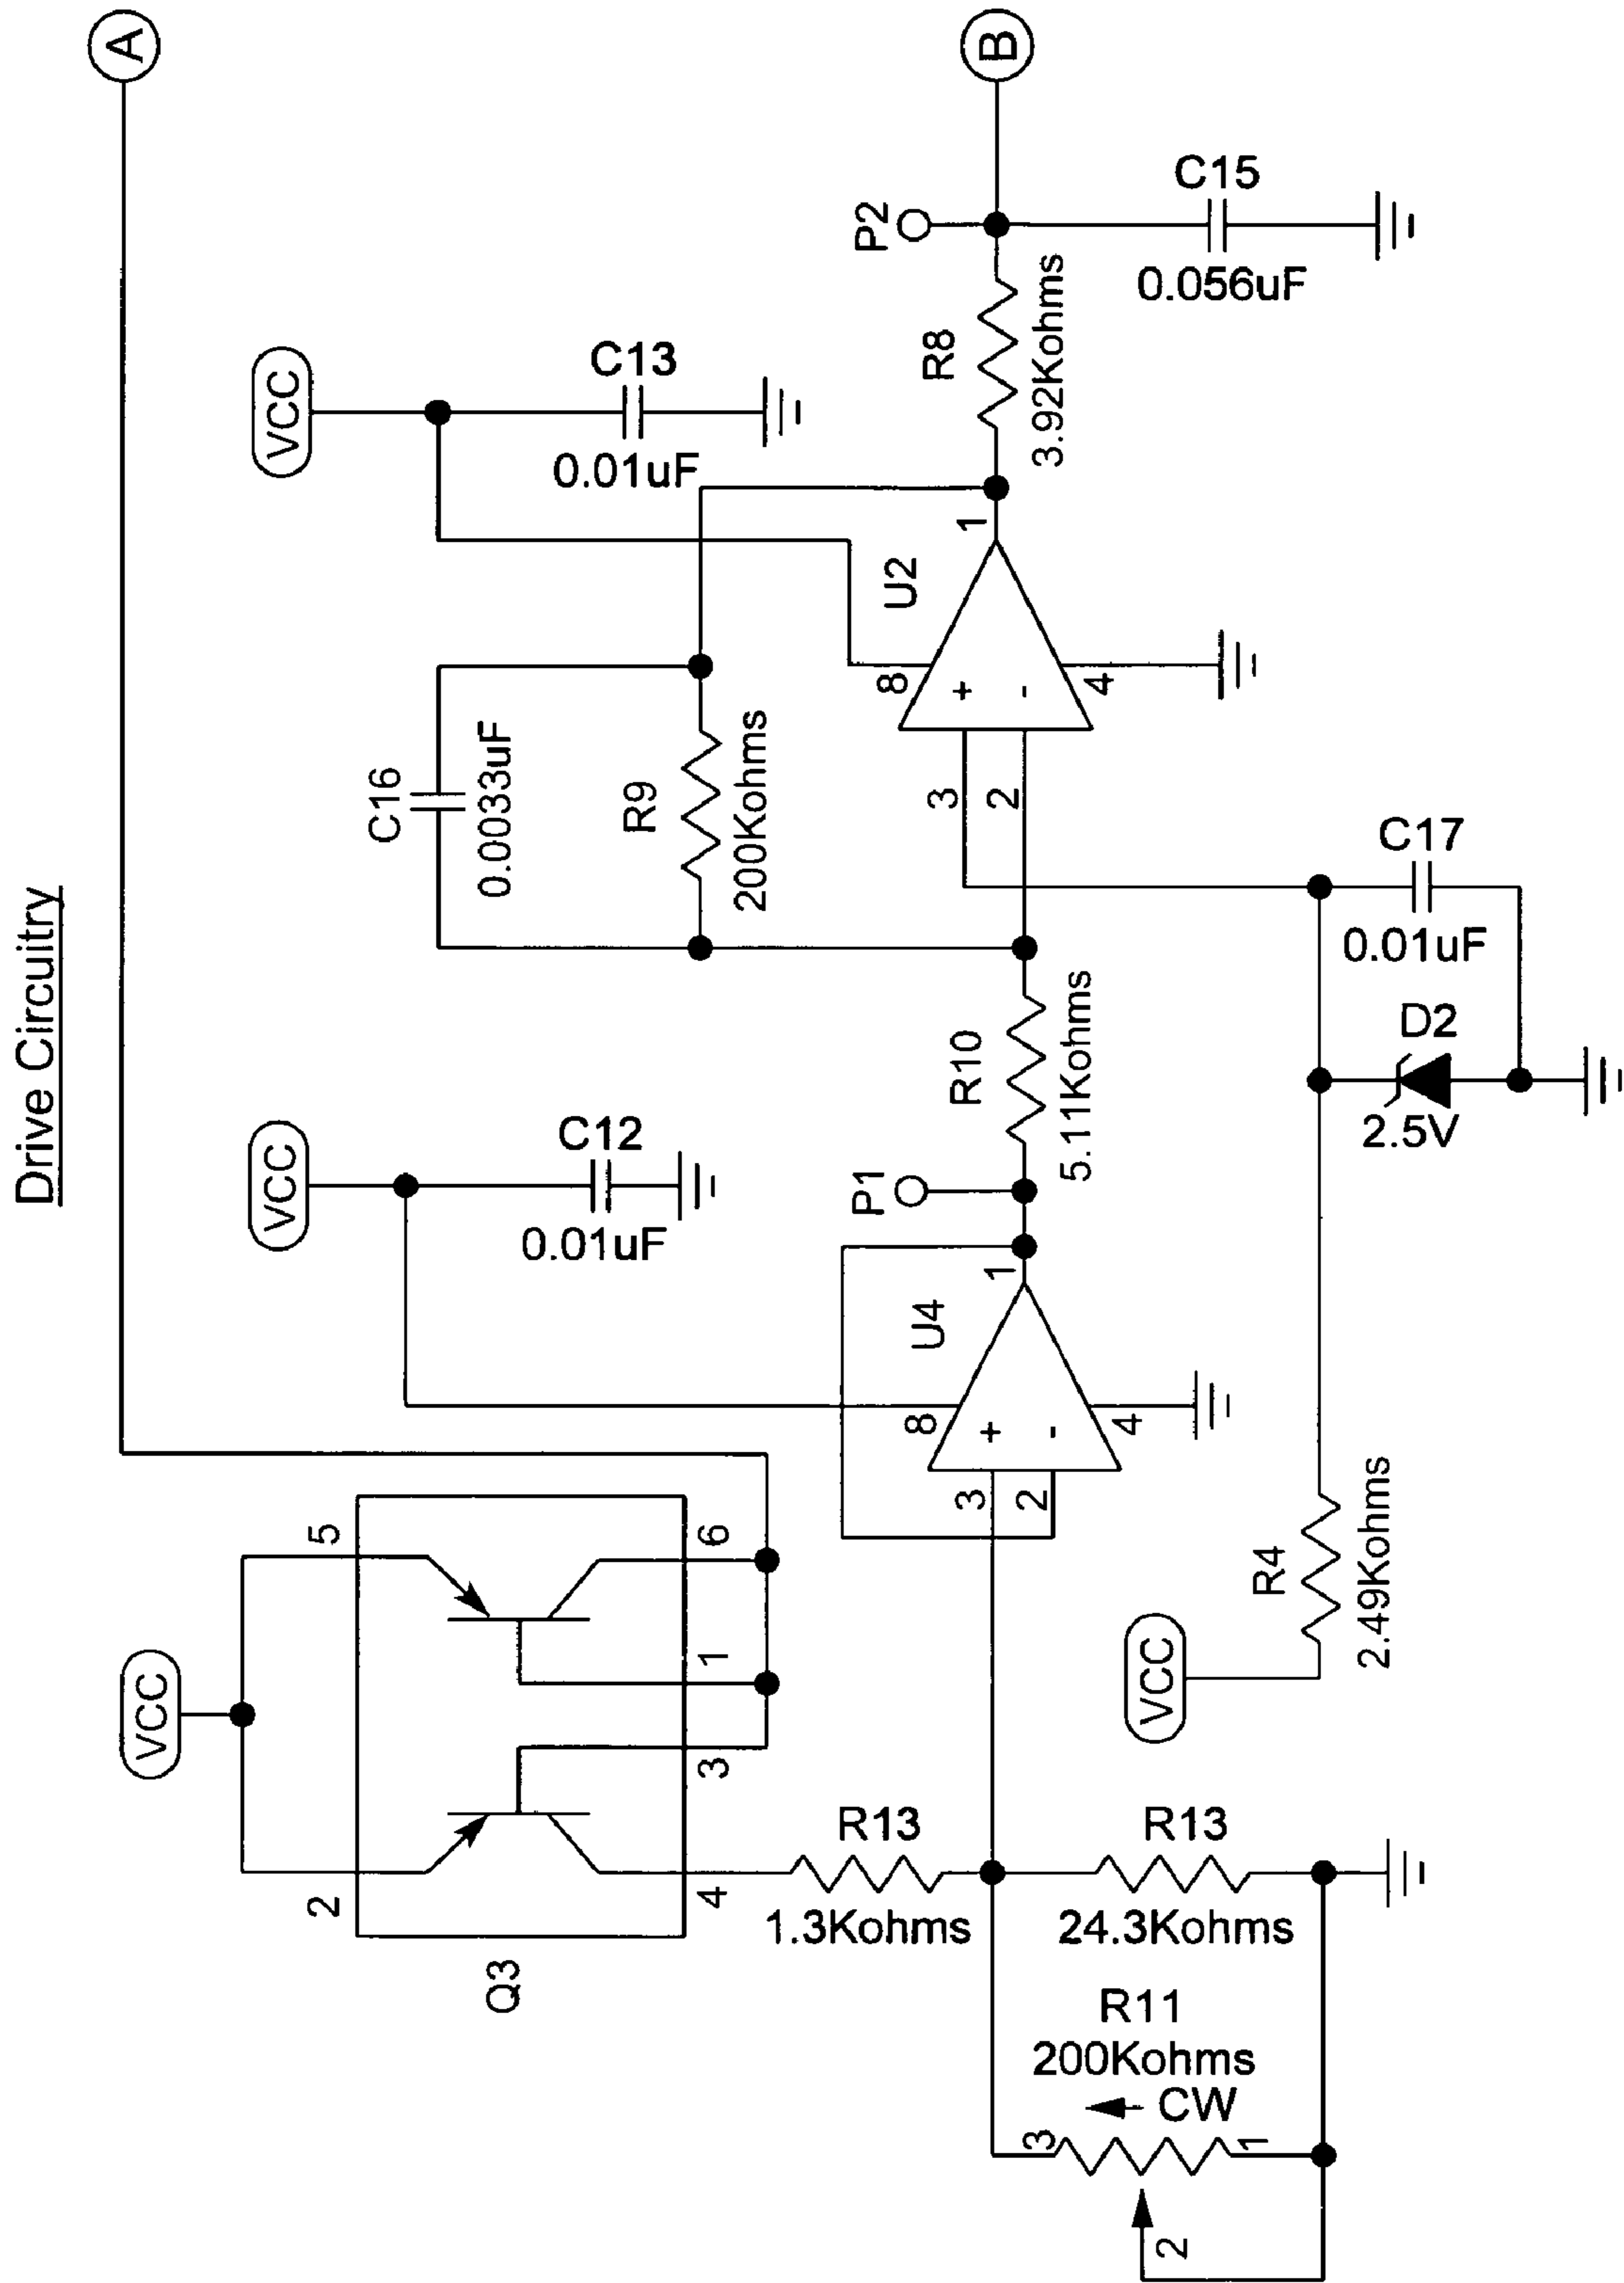 Drive Circuitry
A
B
VCC
5
2
1
6
3
4
Q3
R13
1.3Kohms
R13
24.3Kohms
R11
200Kohms
CW
3
1
2
VCC
C12
0.01uF
U4
8
+
-
3
2
1
4
P1
R10
5.11Kohms
VCC
R4
2.49Kohms
D2
2.5V
C17
0.01uF
C16
0.0033uF
R9
200Kohms
VCC
C13
0.01uF
U2
8
+
-
3
2
1
4
R8
3.92Kohms
P2
C15
0.056uF